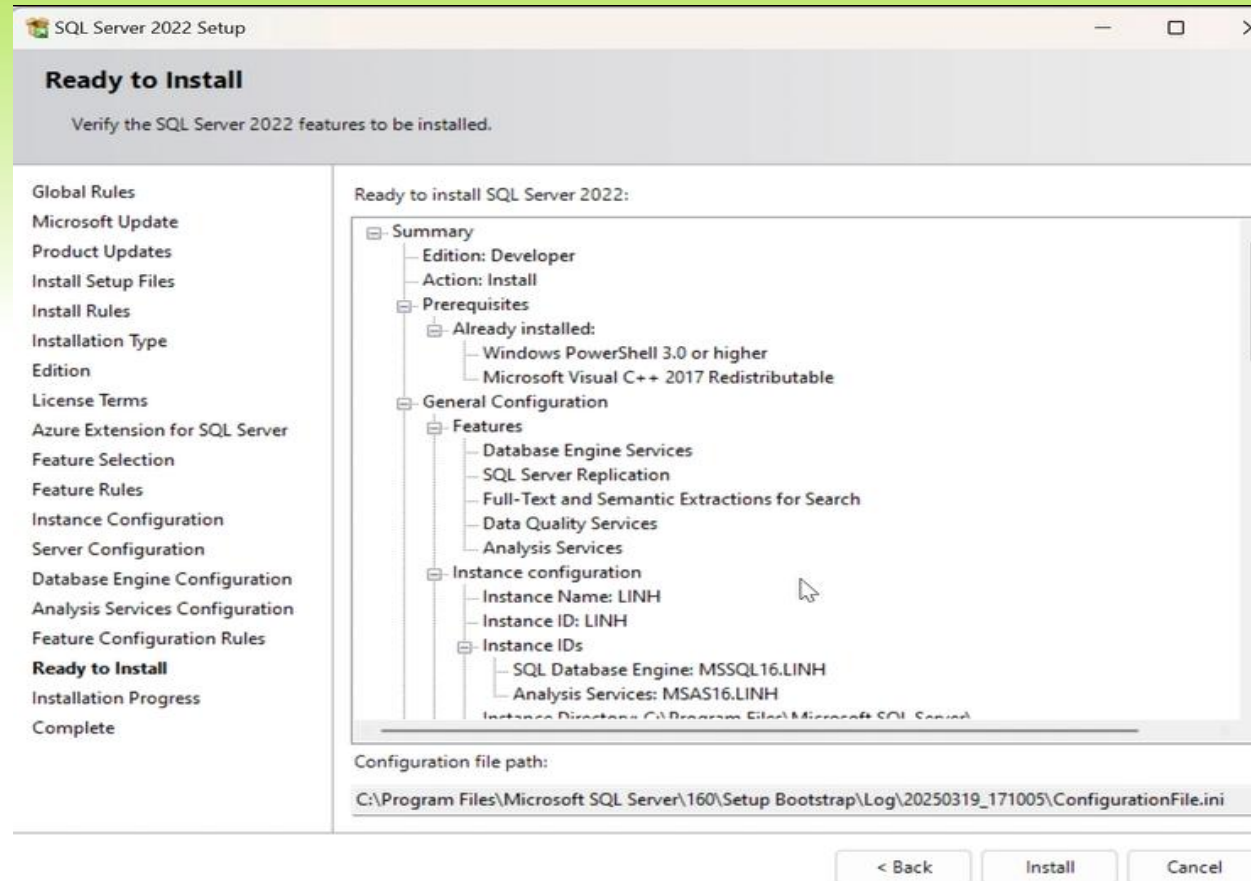 SQL Server 2022 Setup
Ready to Install
Verify the SQL Server 2022 features to be installed.
Global Rules
Microsoft Update
Product Updates
Install Setup Files
Install Rules
Installation Type
Edition
License Terms
Azure Extension for SQL Server
Feature Selection
Feature Rules
Instance Configuration
Server Configuration
Database Engine Configuration
Analysis Services Configuration
Feature Configuration Rules
Ready to Install
Installation Progress
Complete
Ready to install SQL Server 2022:
Summary
Edition: Developer
Action: Install
Prerequisites
Already installed:
Windows PowerShell 3.0 or higher
Microsoft Visual C++ 2017 Redistributable
General Configuration
Features
Database Engine Services
SQL Server Replication
Full-Text and Semantic Extractions for Search
Data Quality Services
Analysis Services
Instance configuration
Instance Name: LINH
Instance ID: LINH
Instance IDs
SQL Database Engine: MSSQL16.LINH
Analysis Services: MSAS16.LINH
Instance Directory: C:\Program Files\Microsoft SQL Server\
Configuration file path:
C:\Program Files\Microsoft SQL Server\160\Setup Bootstrap\Log\20250319_171005\ConfigurationFile.ini
< Back Install Cancel